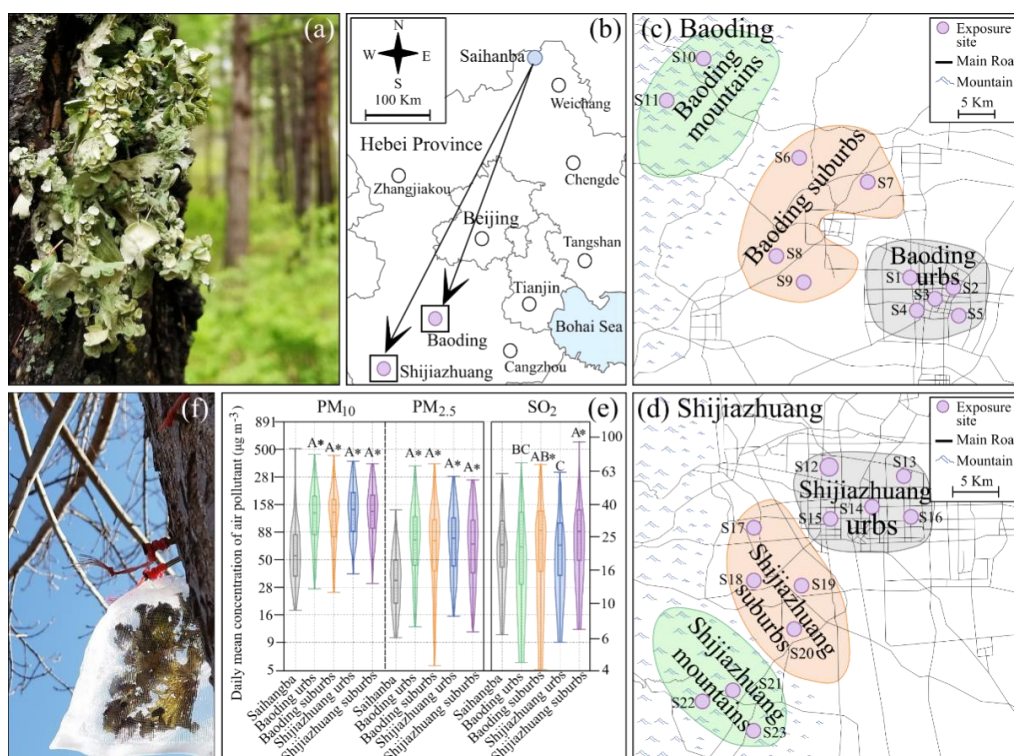 (a)
(b)
N
W
E
S
100 Km
Saihanba
Weichang
Hebei Province
Zhangjiakou
Chengde
Beijing
Tangshan
Tianjin
Bohai Sea
Baoding
Shijiazhuang
Cangzhou
(c) Baoding
Exposure
site
Main Roa
Mountain
5 Km
S10
S11
Baoding
mountains
S6
S7
Baoding suburbs
S8
S9
Baoding
urbs
S1
S2
S3
S4
S5
(f)
PM10
PM2.5
SO2
(e)
Daily mean concentration of air pollutant (μg m-3)
891
500
281
158
88
50
28
16
9
5
A*
A*
A*
A*
A*
A*
A*
A*
BC
AB*
C
A*
100
63
40
25
16
10
6
4
Saiangba
Baoding urbs
Baoding suburbs
Shijiazhuang urbs
Shijiazhuang suburbs
Saihanba
Baoding urbs
Baoding suburbs
Shijiazhuang urbs
Shijiazhuang suburbs
Saihangba
Baoding urbs
Baoding suburbs
Shijiazhuang urbs
Shijiazhuang suburbs
(d) Shijiazhuang
Exposure
site
Main Roa
Mountain
5 Km
S12
S13
Shijiazhuang
urbs
S14
S15
S16
S17
S18
S19
Shijiazhuang
suburbs
S20
Shijiazhuang
mountains
S21
S22
S23